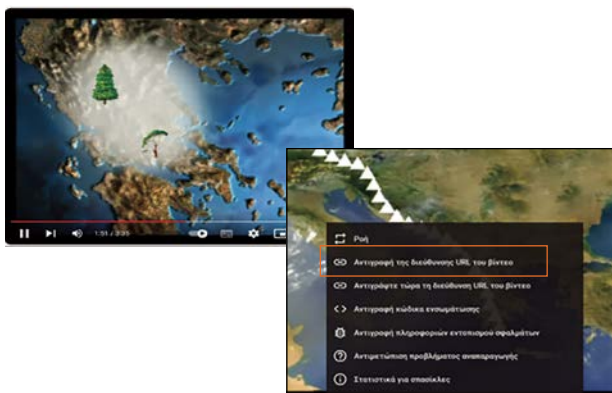 1:51 / 3:35
Ροή
Αντιγραφή της διεύθυνσης URL του βίντεο
Αντιγράψτε τώρα τη διεύθυνση URL του βίντεο
Αντιγραφή κώδικα ενσωμάτωσης
Αντιγραφή πληροφοριών εντοπισμού σφαλμάτων
Αντιμετώπιση προβλήματος αναπαραγωγής
Στατιστικά για σπασίκλες